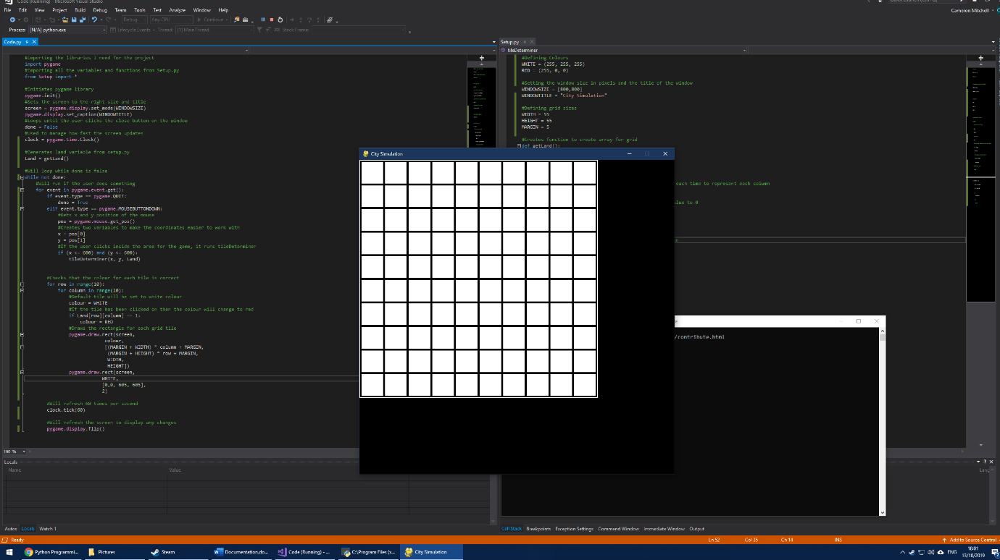 Code (Running) - Microsoft Visual Studio
File Edit View Project Build Debug Team Tools Test Analyze Window Help
Cameron Mitchell
Debug Any CPU Continue
Process: [N/A] python.exe Lifecycle Events Thread: [1] MainThread Stack Frame:
Code.py
#Importing the libraries i need for the project
import pygame
#Importing all the variables and functions from Setup.py
from Setup import *
#Initiates pygame library
pygame.init()
#Sets the screen to the right size and title
screen = pygame.display.set_mode(WINDOWSIZE)
pygame.display.set_caption(WINDOWTITLE)
#Loops until the user clicks the close button on the window
done = False
#Used to manage how fast the screen updates
clock = pygame.time.Clock()
#Generates land variable from setup.py
Land = getLand()
#Will loop while done is false
while not done:
#Will run if the user does something
for event in pygame.event.get():
if event.type == pygame.QUIT:
done = True
elif event.type == pygame.MOUSEBUTTONDOWN:
#Gets x and y position of the mouse
pos = pygame.mouse.get_pos()
#Creates two variables to make the coordinates easier to work with
x = pos[0]
y = pos[1]
#If the user clicks inside the area for the game, it runs tileDeterminer
if (x <= 600) and (y <= 600):
tileDeterminer(x, y, Land)
#Checks that the colour for each tile is correct
for row in range(10):
for column in range(10):
#Default tile will be set to white colour
colour = WHITE
#If the tile has been clicked on then the colour will change to red
if Land[row][column] == 1:
colour = RED
#Draws the rectangle for each grid tile
pygame.draw.rect(screen,
colour,
[(MARGIN + WIDTH) * column + MARGIN,
(MARGIN + HEIGHT) * row + MARGIN,
WIDTH,
HEIGHT])
pygame.draw.rect(screen,
WHITE,
[0,0, 605, 605],
2)
#Will refresh 60 times per second
clock.tick(60)
#Will refresh the screen to display any changes
pygame.display.flip()
100 %
Setup.py
tileDeterminer
#Defining Colours
WHITE = (255, 255, 255)
RED = (255, 0, 0)
#Setting the window size in pixels and the title of the window
WINDOWSIZE = [800,800]
WINDOWTITLE = "City Simulation"
#Defining grid sizes
WIDTH = 55
HEIGHT = 55
MARGIN = 5
#Creates function to create array for grid
def getLand():
each time to represent each column
to 0
City Simulation
/contribute.html
Locals
Name Value
Lang
Autos Locals Watch 1
Call Stack Breakpoints Exception Settings Command Window Immediate Window Output
Ready Ln 52 Col 35 Ch 14 INS Add to Source Control
Python Programmi... Pictures Steam Documentation.do... Code (Running) - ... C:\Program Files (x... City Simulation
ENG 18:01
13/10/2019